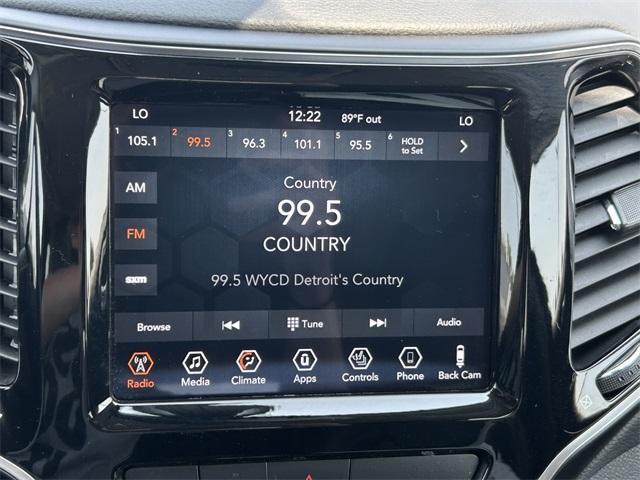 LO 12:22 89°F out LO
1 105.1 2 99.5 3 96.3 4 101.1 5 95.5 6 HOLD
to Set
AM
FM
sxm
Country
99.5
COUNTRY
99.5 WYCD Detroit's Country
Browse Tune Audio
Radio Media Climate Apps Controls Phone Back Cam